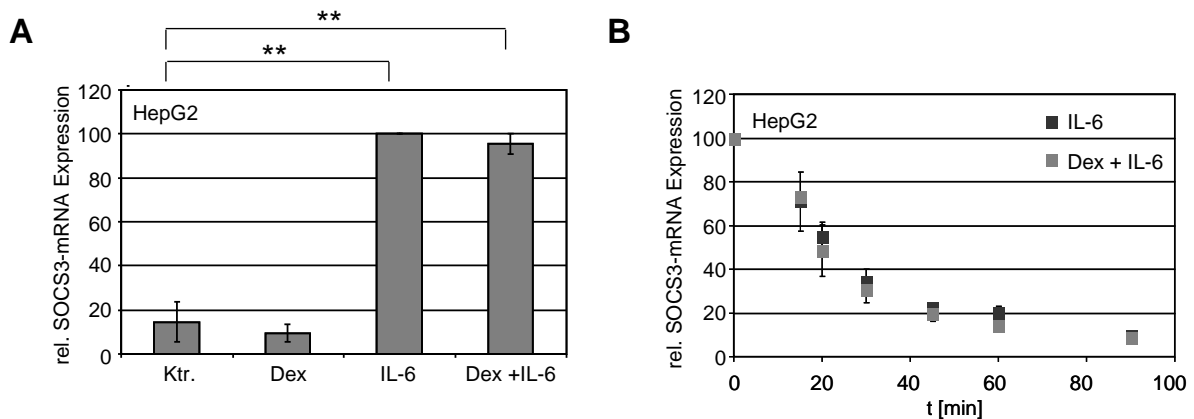 A
**
**
rel. SOCS3-mRNA Expression
120
100
80
60
40
20
0
HepG2
Ktr.
Dex
IL-6
Dex +IL-6
B
rel. SOCS3-mRNA Expression
120
100
80
60
40
20
0
HepG2
IL-6
Dex + IL-6
0
20
40
60
80
100
t [min]